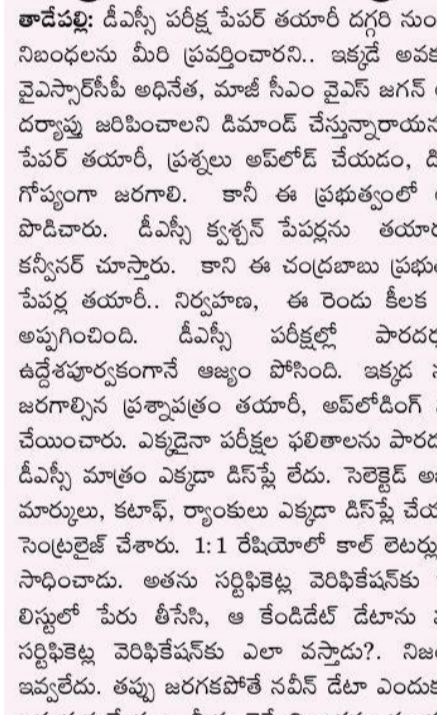 తాడేపల్లి: డీఎస్సీ పరీక్ష పేపర్ తయారీ దగ్గరి నుం
నిబంధలను మీరి ప్రవర్తించారని.. ఇక్కడే అవక
వైఎస్సార్‌సీపీ అధినేత, మాజీ సీఎం వైఎస్ జగన్
దర్యాప్తు జరిపించాలని డిమాండ్ చేస్తున్నారాయన
పేపర్ తయారీ, ప్రశ్నలు అప్‌లోడ్ చేయడం, డి
గోప్యంగా జరగాలి. కానీ ఈ ప్రభుత్వంలో
పొడిచారు. డీఎస్సీ క్వశ్చన్ పేపర్లను తయార
కన్వీనర్ చూస్తారు. కాని ఈ చంద్రబాబు ప్రభు
పేపర్ల తయారీ.. నిర్వహణ, ఈ రెండు కీలక
అప్పగించింది. డీఎస్సీ పరీక్షల్లో పారదర
ఉద్దేశపూర్వకంగానే ఆజ్యం పోసింది. ఇక్కడ
జరగాల్సిన ప్రశ్నాపత్రం తయారీ, అప్‌లోడింగ్
చేయించారు. ఎక్కడైనా పరీక్షల ఫలితాలను పారద
డీఎస్సీ మాత్రం ఎక్కడా డిస్‌ప్లే లేదు. సెలెక్టెడ్ అ
మార్కులు, కటాఫ్, ర్యాంకులు ఎక్కడా డిస్‌ప్లే చేయ
సెంట్రలైజ్ చేశారు. 1:1 రేషియోలో కాల్ లెటర్లు
సాధించాడు. అతను సర్టిఫికెట్ల వెరిఫికేషన్‌కు
లిస్టులో పేరు తీసేసి, ఆ కేండిడేట్ డేటాను
సర్టిఫికెట్ల వెరిఫికేషన్‌కు ఎలా వస్తాడు?. నిజ
ఇవ్వలేదు. తప్పు జరగకపోతే నవీన్ డేటా ఎందుక